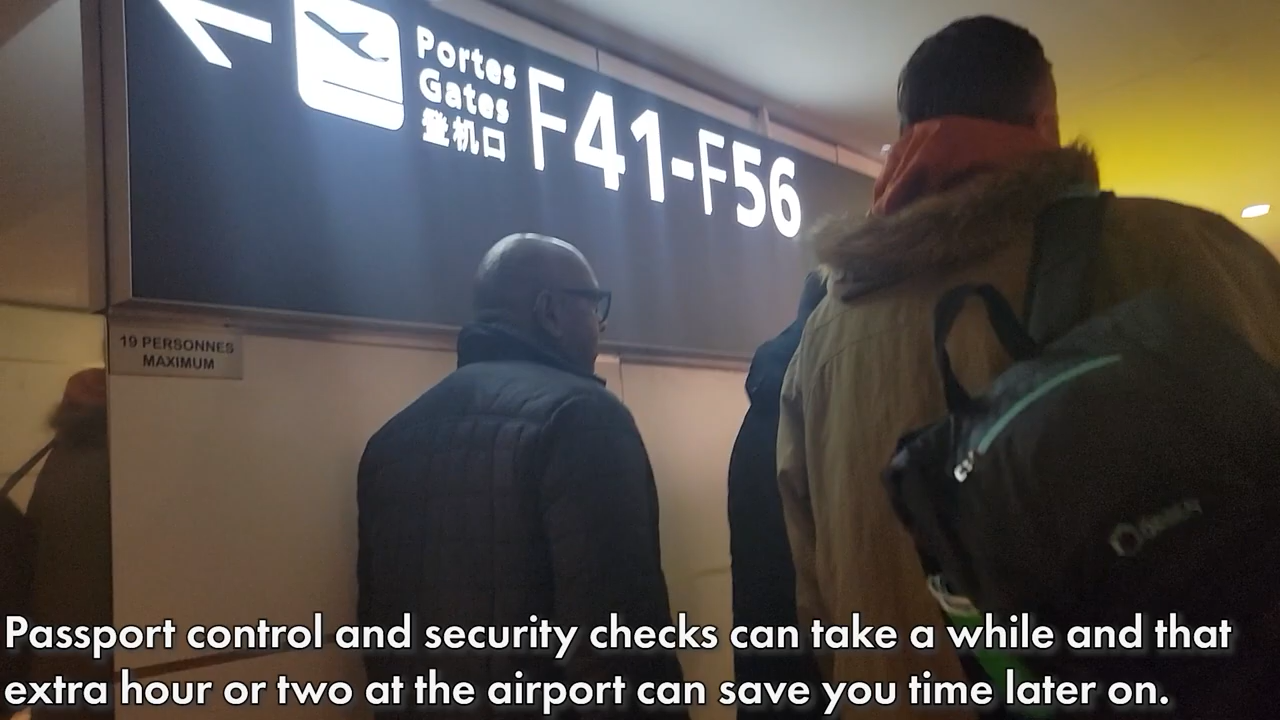 Portes
Gates
登机口
F41-F56
19 PERSONNES
MAXIMUM
Passport control and security checks can take a while and that
extra hour or two at the airport can save you time later on.